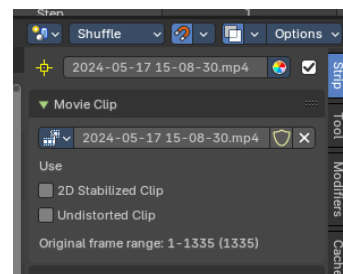 Step
1
Shuffle
Options
2024-05-17 15-08-30.mp4
Strip
Movie Clip
Tool
2024-05-17 15-08-30.mp4
Use
Modifiers
2D Stabilized Clip
Undistorted Clip
Original frame range: 1-1335 (1335)
Cache